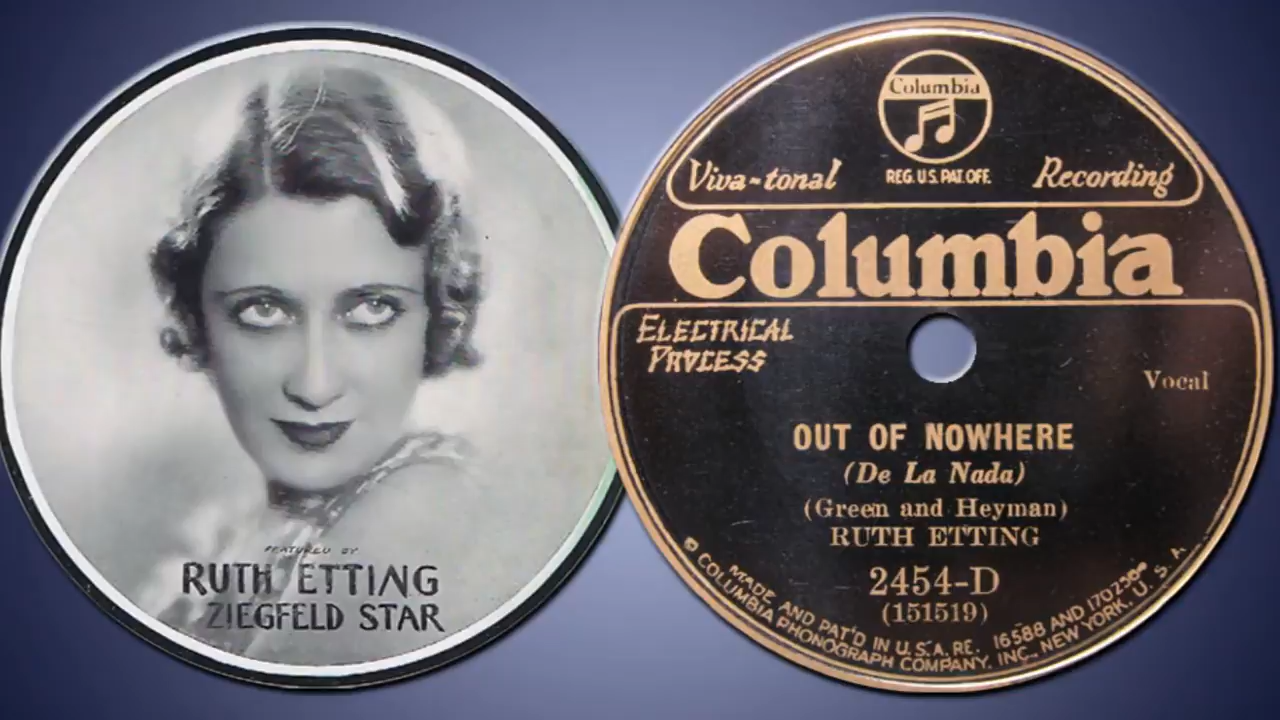 FEATURED BY
RUTH ETTING
ZIEGFELD STAR
Columbia
REG. U.S. PAT. OFF.
Viva-tonal Recording
Columbia
ELECTRICAL
PROCESS
Vocal
OUT OF NOWHERE
(De La Nada)
(Green and Heyman)
RUTH ETTING
2454-D
(151519)
MADE AND PAT'D IN U.S.A. RE. 16588 AND
COLUMBIA PHONOGRAPH COMPANY, INC., NEW YORK, U. S. A.